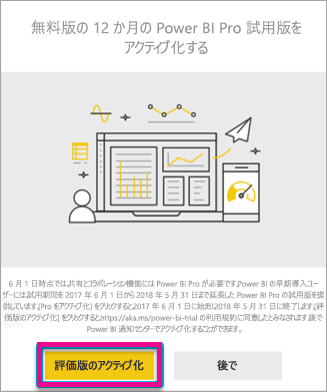 無料版の 12 か月の Power BI Pro 試用版を
アクティブ化する
6 月 1 日時点では、共有とコラボレーション機能には Power BI Pro が必要です。Power BI の早期導入ユ
ーザーには、試用期間を 2017 年 6 月 1 日から 2018 年 5 月 31 日まで延長した Power BI Pro の試用版を提
供しています。[Pro をアクティブ化] をクリックすると、2017 年 6 月 1 日に始まり、2018 年 5 月 31 日に終了します。[評
価版のアクティブ化] をクリックすると、https://aka.ms/power-bi-trial の利用規約に同意したとみなされます。後で
Power BI 通知センターでアクティブ化することができます。
評価版のアクティブ化
後で